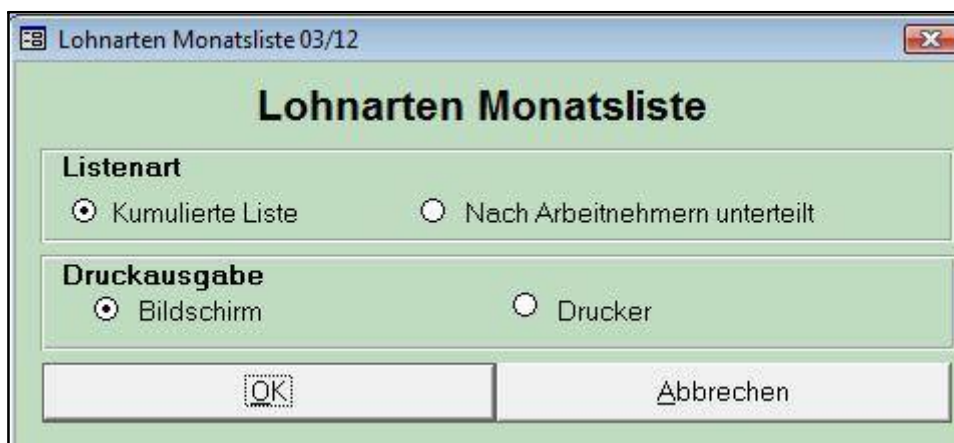 Lohnarten Monatsliste 03/12
Lohnarten Monatsliste
Listenart
Kumulierte Liste Nach Arbeitnehmern unterteilt
Druckausgabe
Bildschirm Drucker
OK Abbrechen